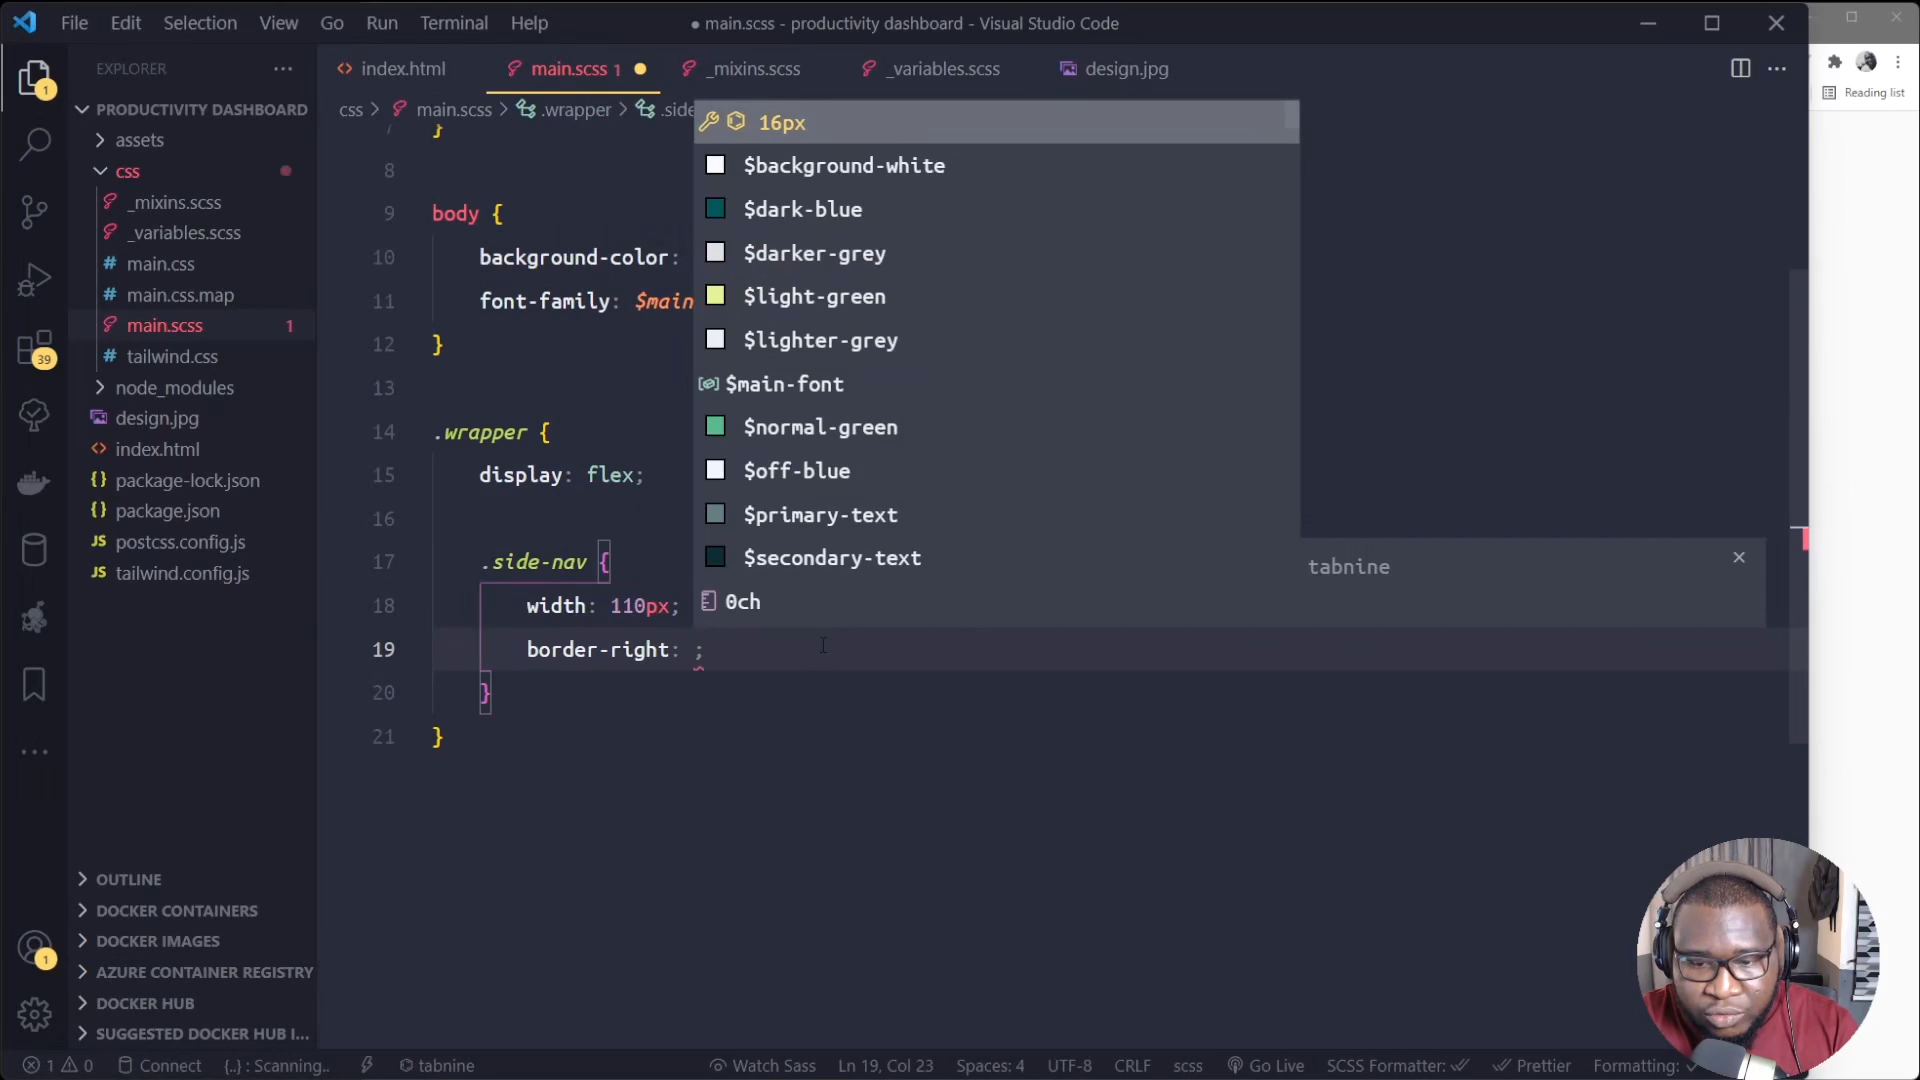 File Edit Selection View Go Run Terminal Help
● main.scss - productivity dashboard - Visual Studio Code
EXPLORER
index.html
main.scss 1
_mixins.scss
_variables.scss
design.jpg
Reading list
PRODUCTIVITY DASHBOARD
css > main.scss > .wrapper > .side
assets
css
_mixins.scss
_variables.scss
main.css
main.css.map
main.scss 1
tailwind.css
node_modules
design.jpg
index.html
package-lock.json
package.json
postcss.config.js
tailwind.config.js
OUTLINE
DOCKER CONTAINERS
DOCKER IMAGES
AZURE CONTAINER REGISTRY
DOCKER HUB
SUGGESTED DOCKER HUB I...
1
39
1
7 }
8
9 body {
10 background-color:
11 font-family: $main
12 }
13
14 .wrapper {
15 display: flex;
16
17 .side-nav {
18 width: 110px;
19 border-right: ;
20 }
21 }
16px
$background-white
$dark-blue
$darker-grey
$light-green
$lighter-grey
$main-font
$normal-green
$off-blue
$primary-text
$secondary-text
0ch
tabnine
1 0 Connect {..} : Scanning.. tabnine Watch Sass Ln 19, Col 23 Spaces: 4 UTF-8 CRLF scss Go Live SCSS Formatter: Prettier Formatting: